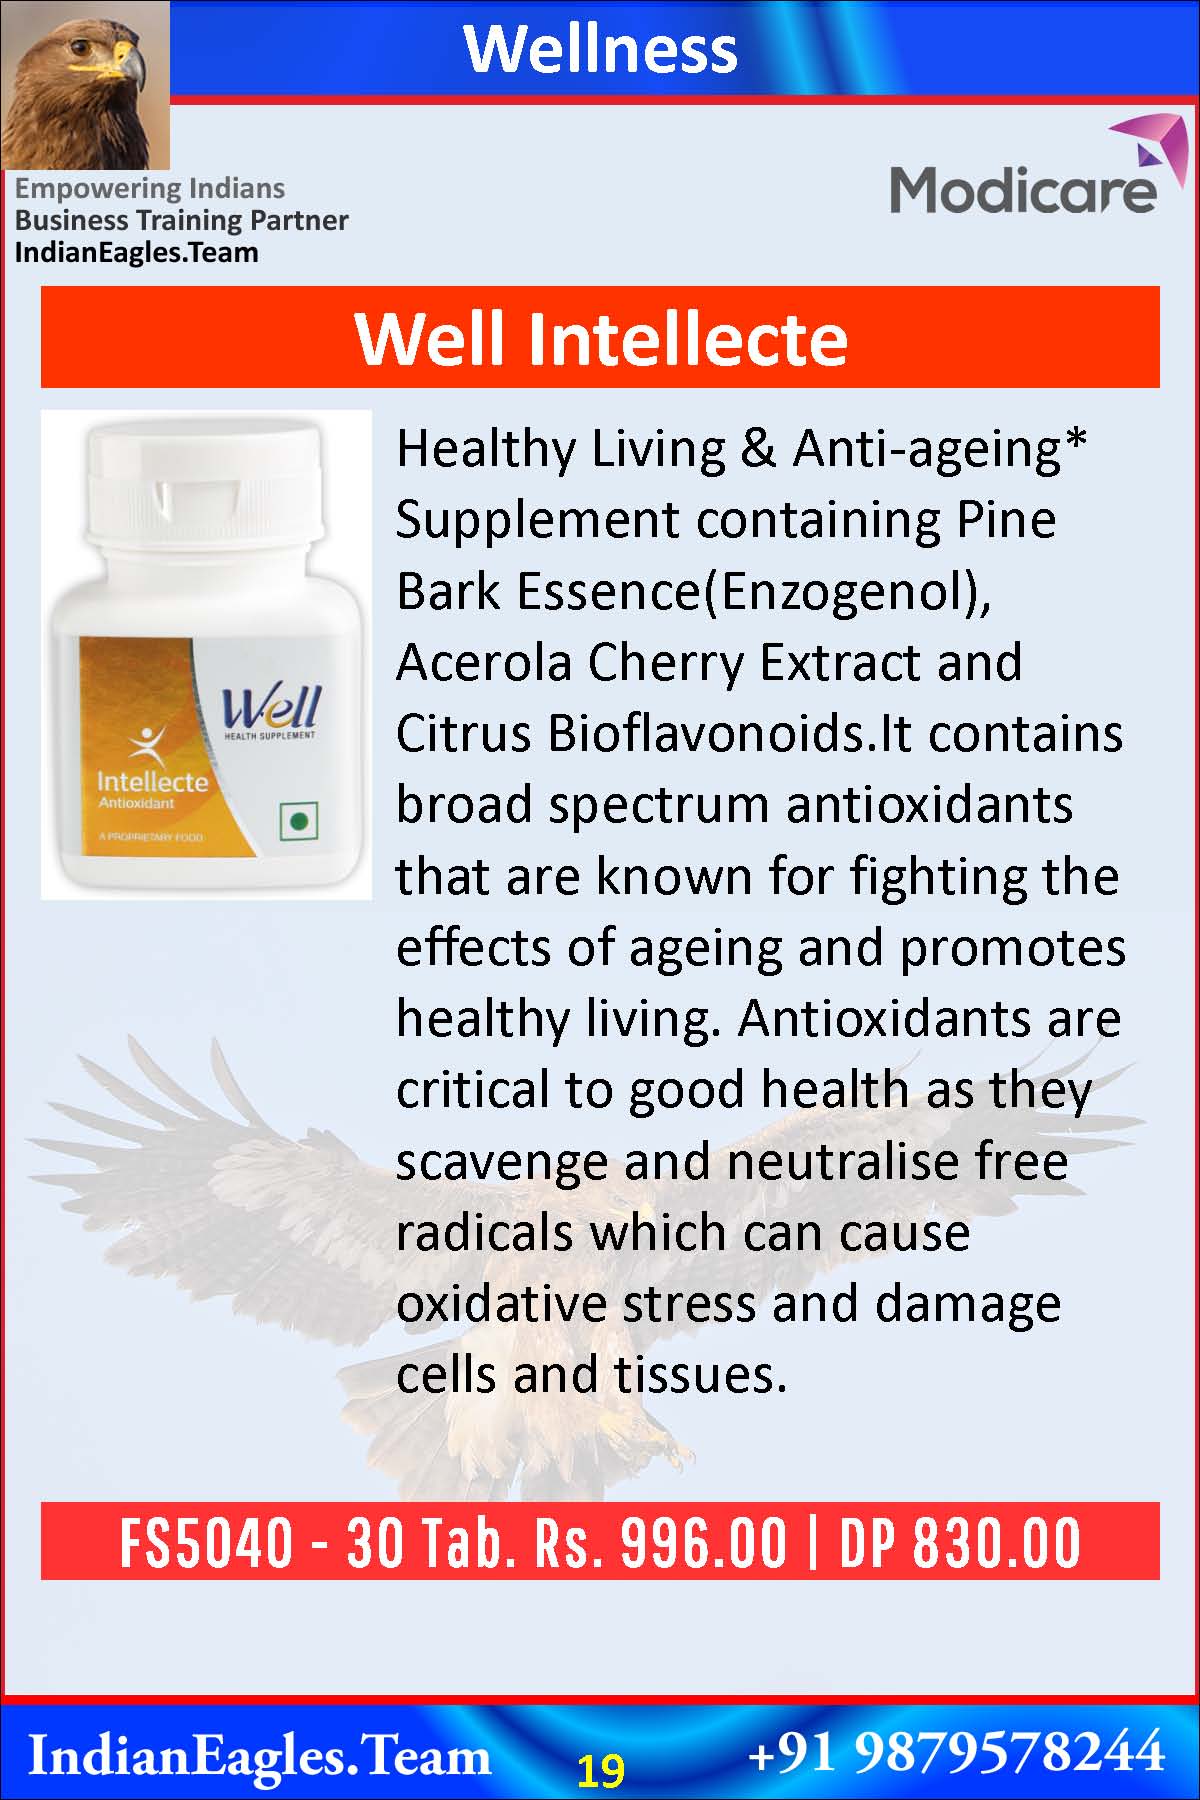 Wellness
Empowering Indians
Business Training Partner
IndianEagles.Team
Modicare
Well Intellecte
Healthy Living & Anti-ageing*
Supplement containing Pine
Bark Essence(Enzogenol),
Acerola Cherry Extract and
Citrus Bioflavonoids.It contains
broad spectrum antioxidants
that are known for fighting the
effects of ageing and promotes
healthy living. Antioxidants are
critical to good health as they
scavenge and neutralise free
radicals which can cause
oxidative stress and damage
cells and tissues.
Well
HEALTH SUPPLEMENT
Intellecte
Antioxidant
A PROPRIETARY FOOD
FS5040 - 30 Tab. Rs. 996.00 | DP 830.00
IndianEagles.Team
19
+91 9879578244